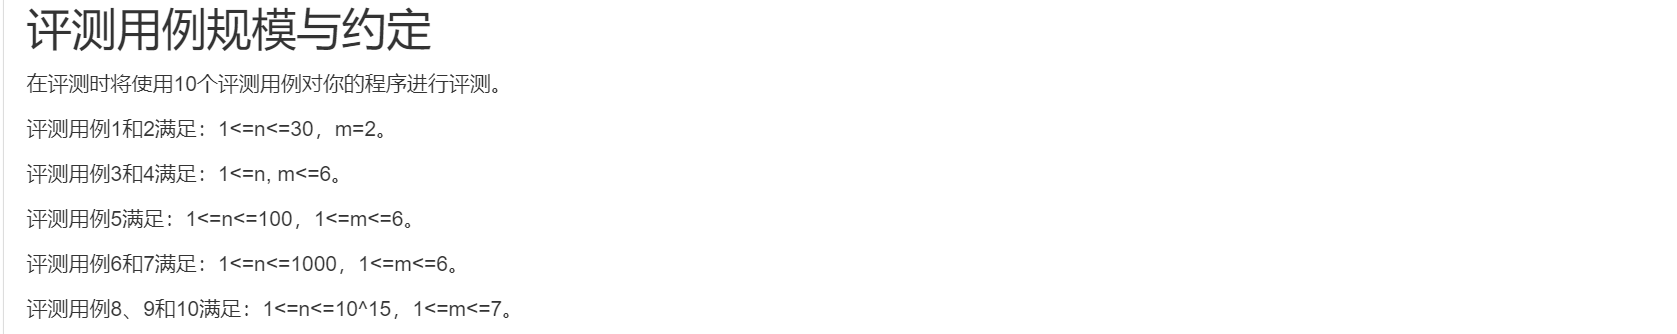 评测用例规模与约定
在评测时将使用10个评测用例对你的程序进行评测。
评测用例1和2满足：1<=n<=30，m=2。
评测用例3和4满足：1<=n, m<=6。
评测用例5满足：1<=n<=100，1<=m<=6。
评测用例6和7满足：1<=n<=1000，1<=m<=6。
评测用例8、9和10满足：1<=n<=10^15，1<=m<=7。